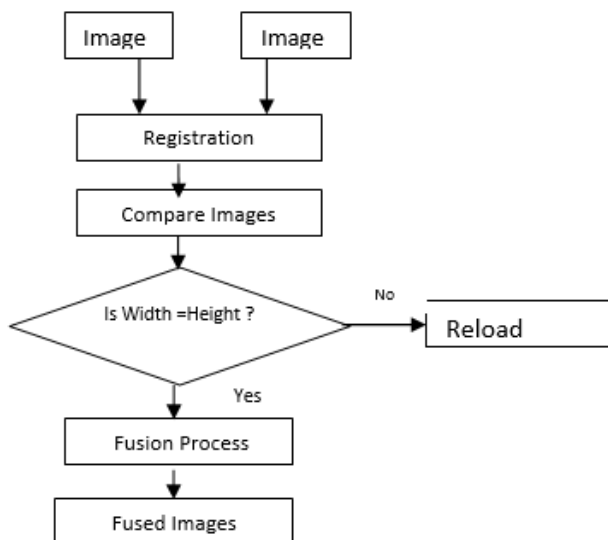 Image
Image
Registration
Compare Images
Is Width =Height ?
No
Reload
Yes
Fusion Process
Fused Images